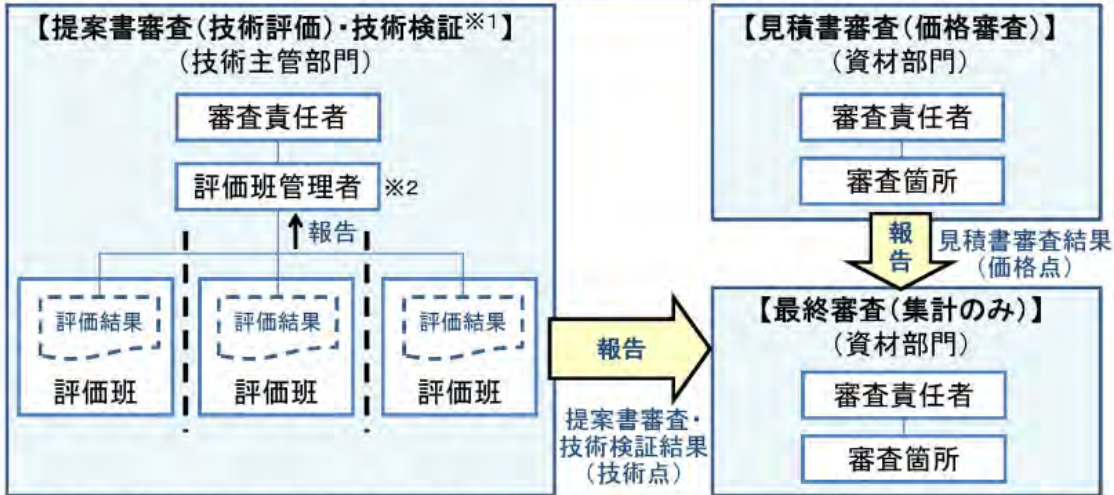 【提案書審査(技術評価)・技術検証※1】
(技術主管部門)
審査責任者
評価班管理者
※2
報告
評価結果
評価班
評価結果
評価班
評価結果
評価班
報告
提案書審査・
技術検証結果
(技術点)
【見積書審査(価格審査)】
(資材部門)
審査責任者
審査箇所
報
告
見積書審査結果
(価格点)
【最終審査(集計のみ)】
(資材部門)
審査責任者
審査箇所